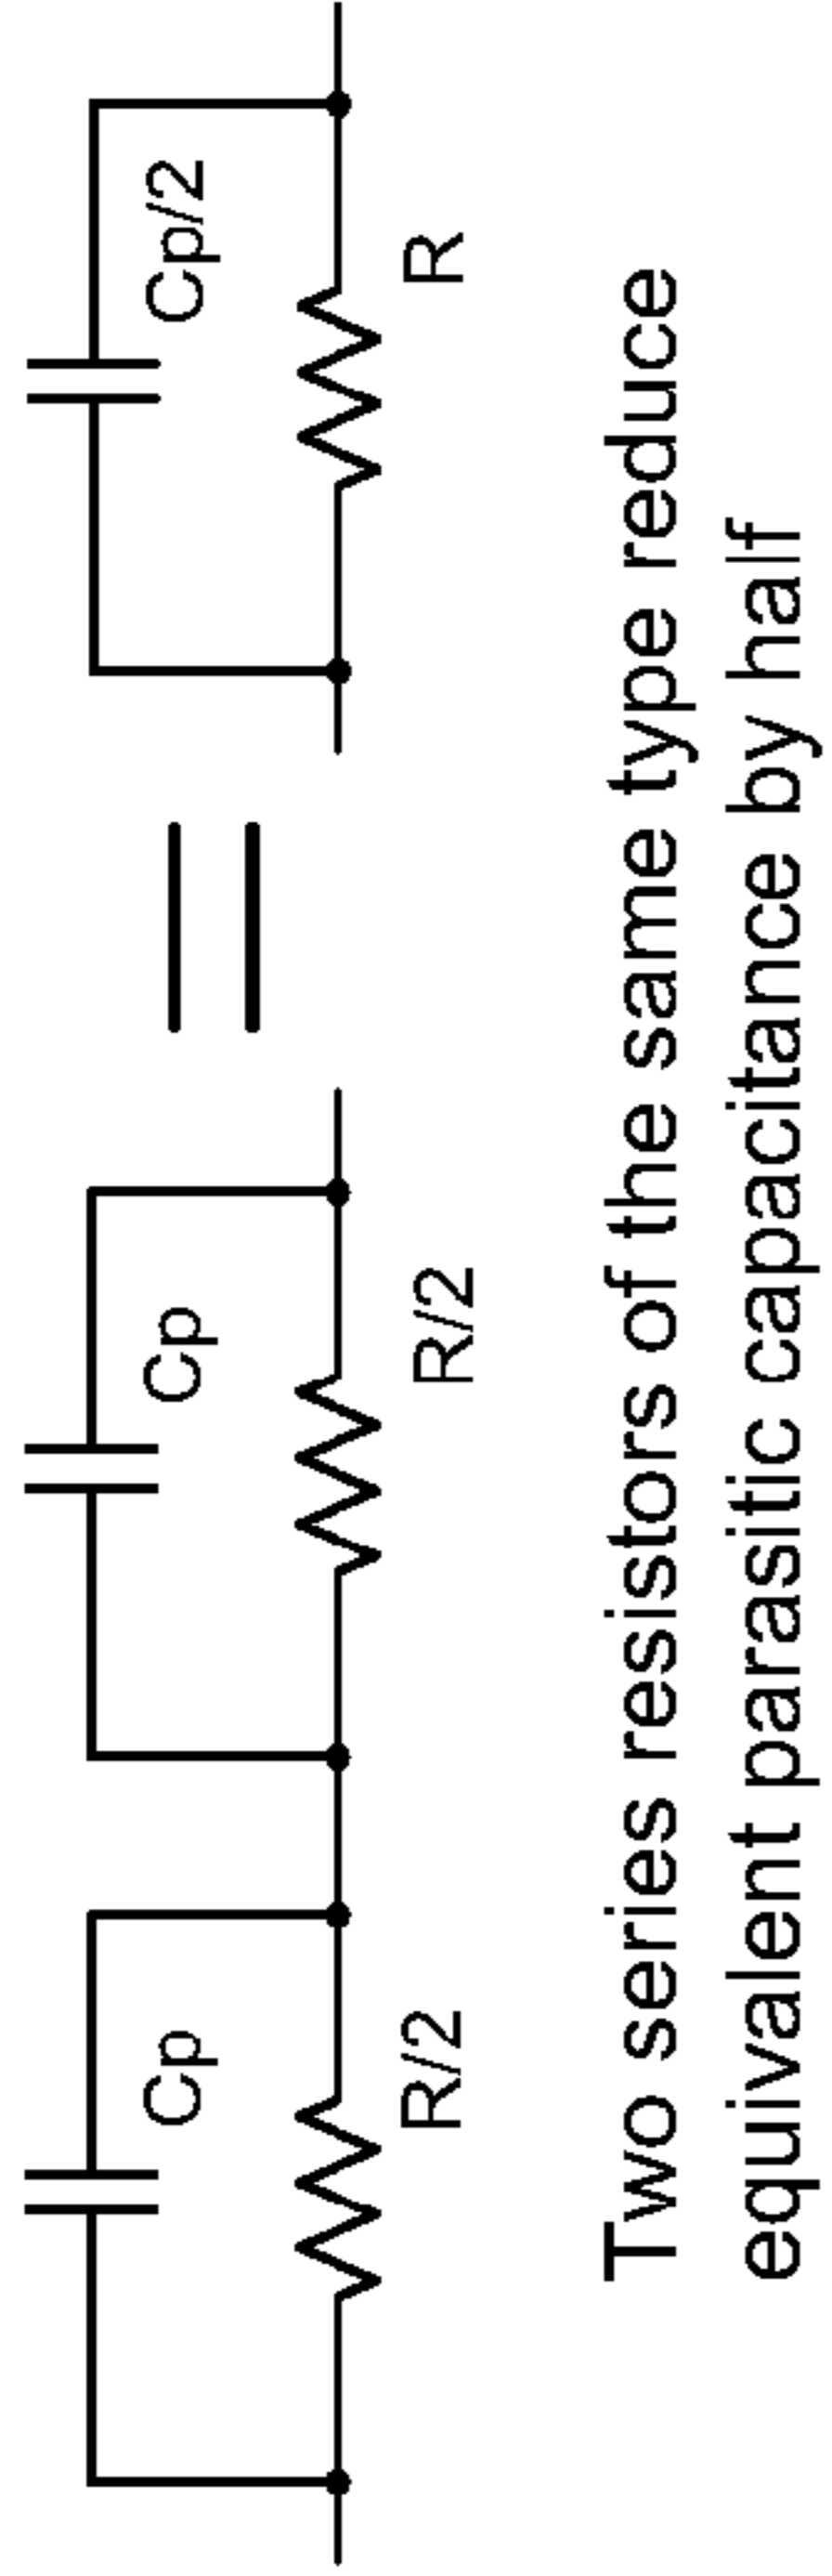 Cp
Cp
Cp/2
R/2
R/2
R
Two series resistors of the same type reduce
equivalent parasitic capacitance by half